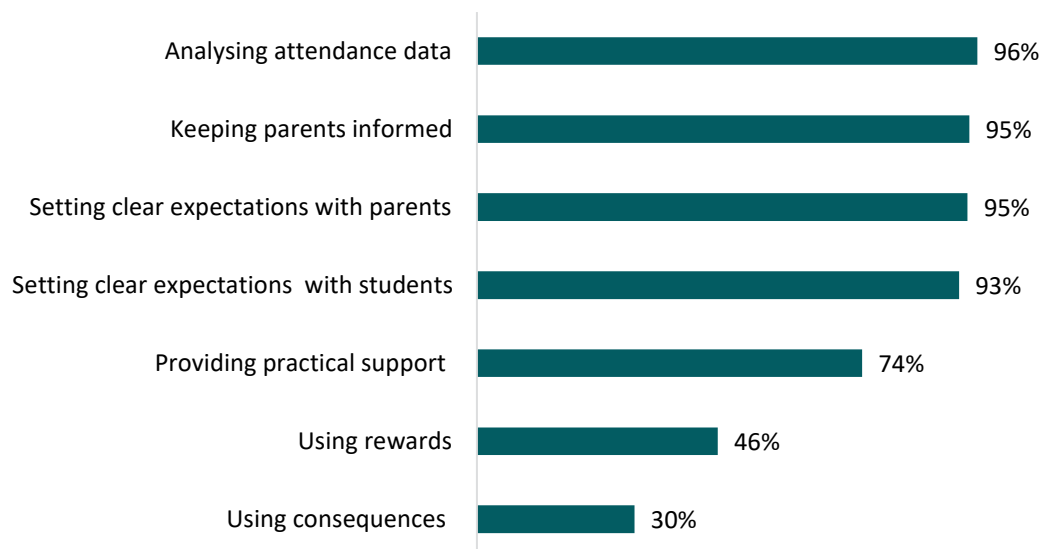 Analysing attendance data 96%
Keeping parents informed 95%
Setting clear expectations with parents 95%
Setting clear expectations  with students 93%
Providing practical support 74%
Using rewards 46%
Using consequences 30%